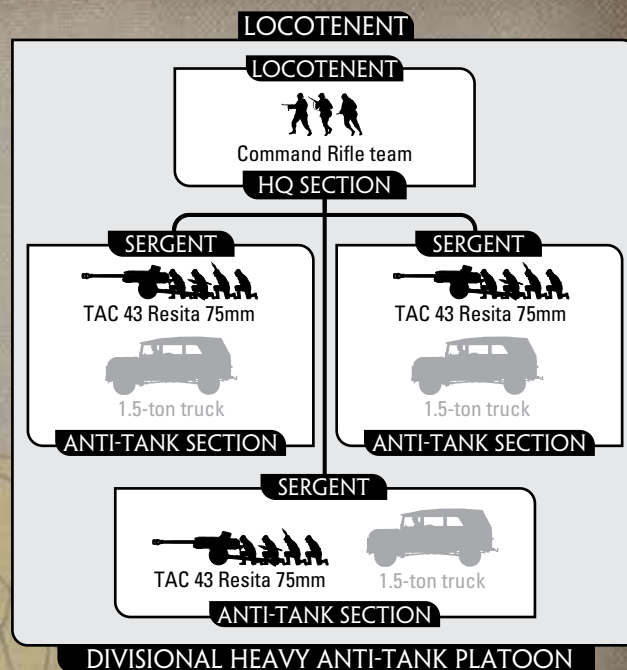 LOCOTENENT
LOCOTENENT
Command Rifle team
HQ SECTION
SERGENT
TAC 43 Resita 75mm
1.5-ton truck
ANTI-TANK SECTION
SERGENT
TAC 43 Resita 75mm
1.5-ton truck
ANTI-TANK SECTION
SERGENT
TAC 43 Resita 75mm
1.5-ton truck
ANTI-TANK SECTION
DIVISIONAL HEAVY ANTI-TANK PLATOON